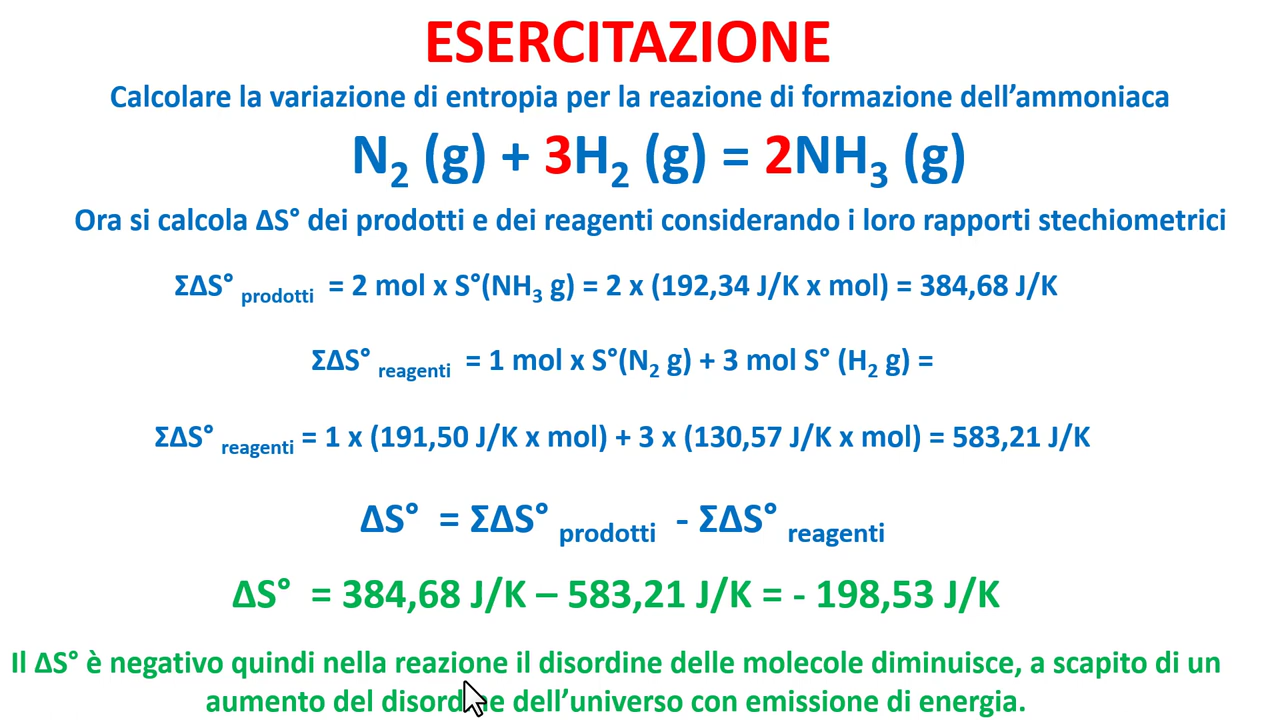 ESERCITAZIONE
Calcolare la variazione di entropia per la reazione di formazione dell’ammoniaca
N₂ (g) + 3H₂ (g) = 2NH₃ (g)
Ora si calcola ΔS° dei prodotti e dei reagenti considerando i loro rapporti stechiometrici
ΣΔS° prodotti = 2 mol x S°(NH₃ g) = 2 x (192,34 J/K x mol) = 384,68 J/K
ΣΔS° reagenti = 1 mol x S°(N₂ g) + 3 mol S° (H₂ g) =
ΣΔS° reagenti = 1 x (191,50 J/K x mol) + 3 x (130,57 J/K x mol) = 583,21 J/K
ΔS° = ΣΔS° prodotti - ΣΔS° reagenti
ΔS° = 384,68 J/K – 583,21 J/K = - 198,53 J/K
Il ΔS° è negativo quindi nella reazione il disordine delle molecole diminuisce, a scapito di un
aumento del disordine dell’universo con emissione di energia.